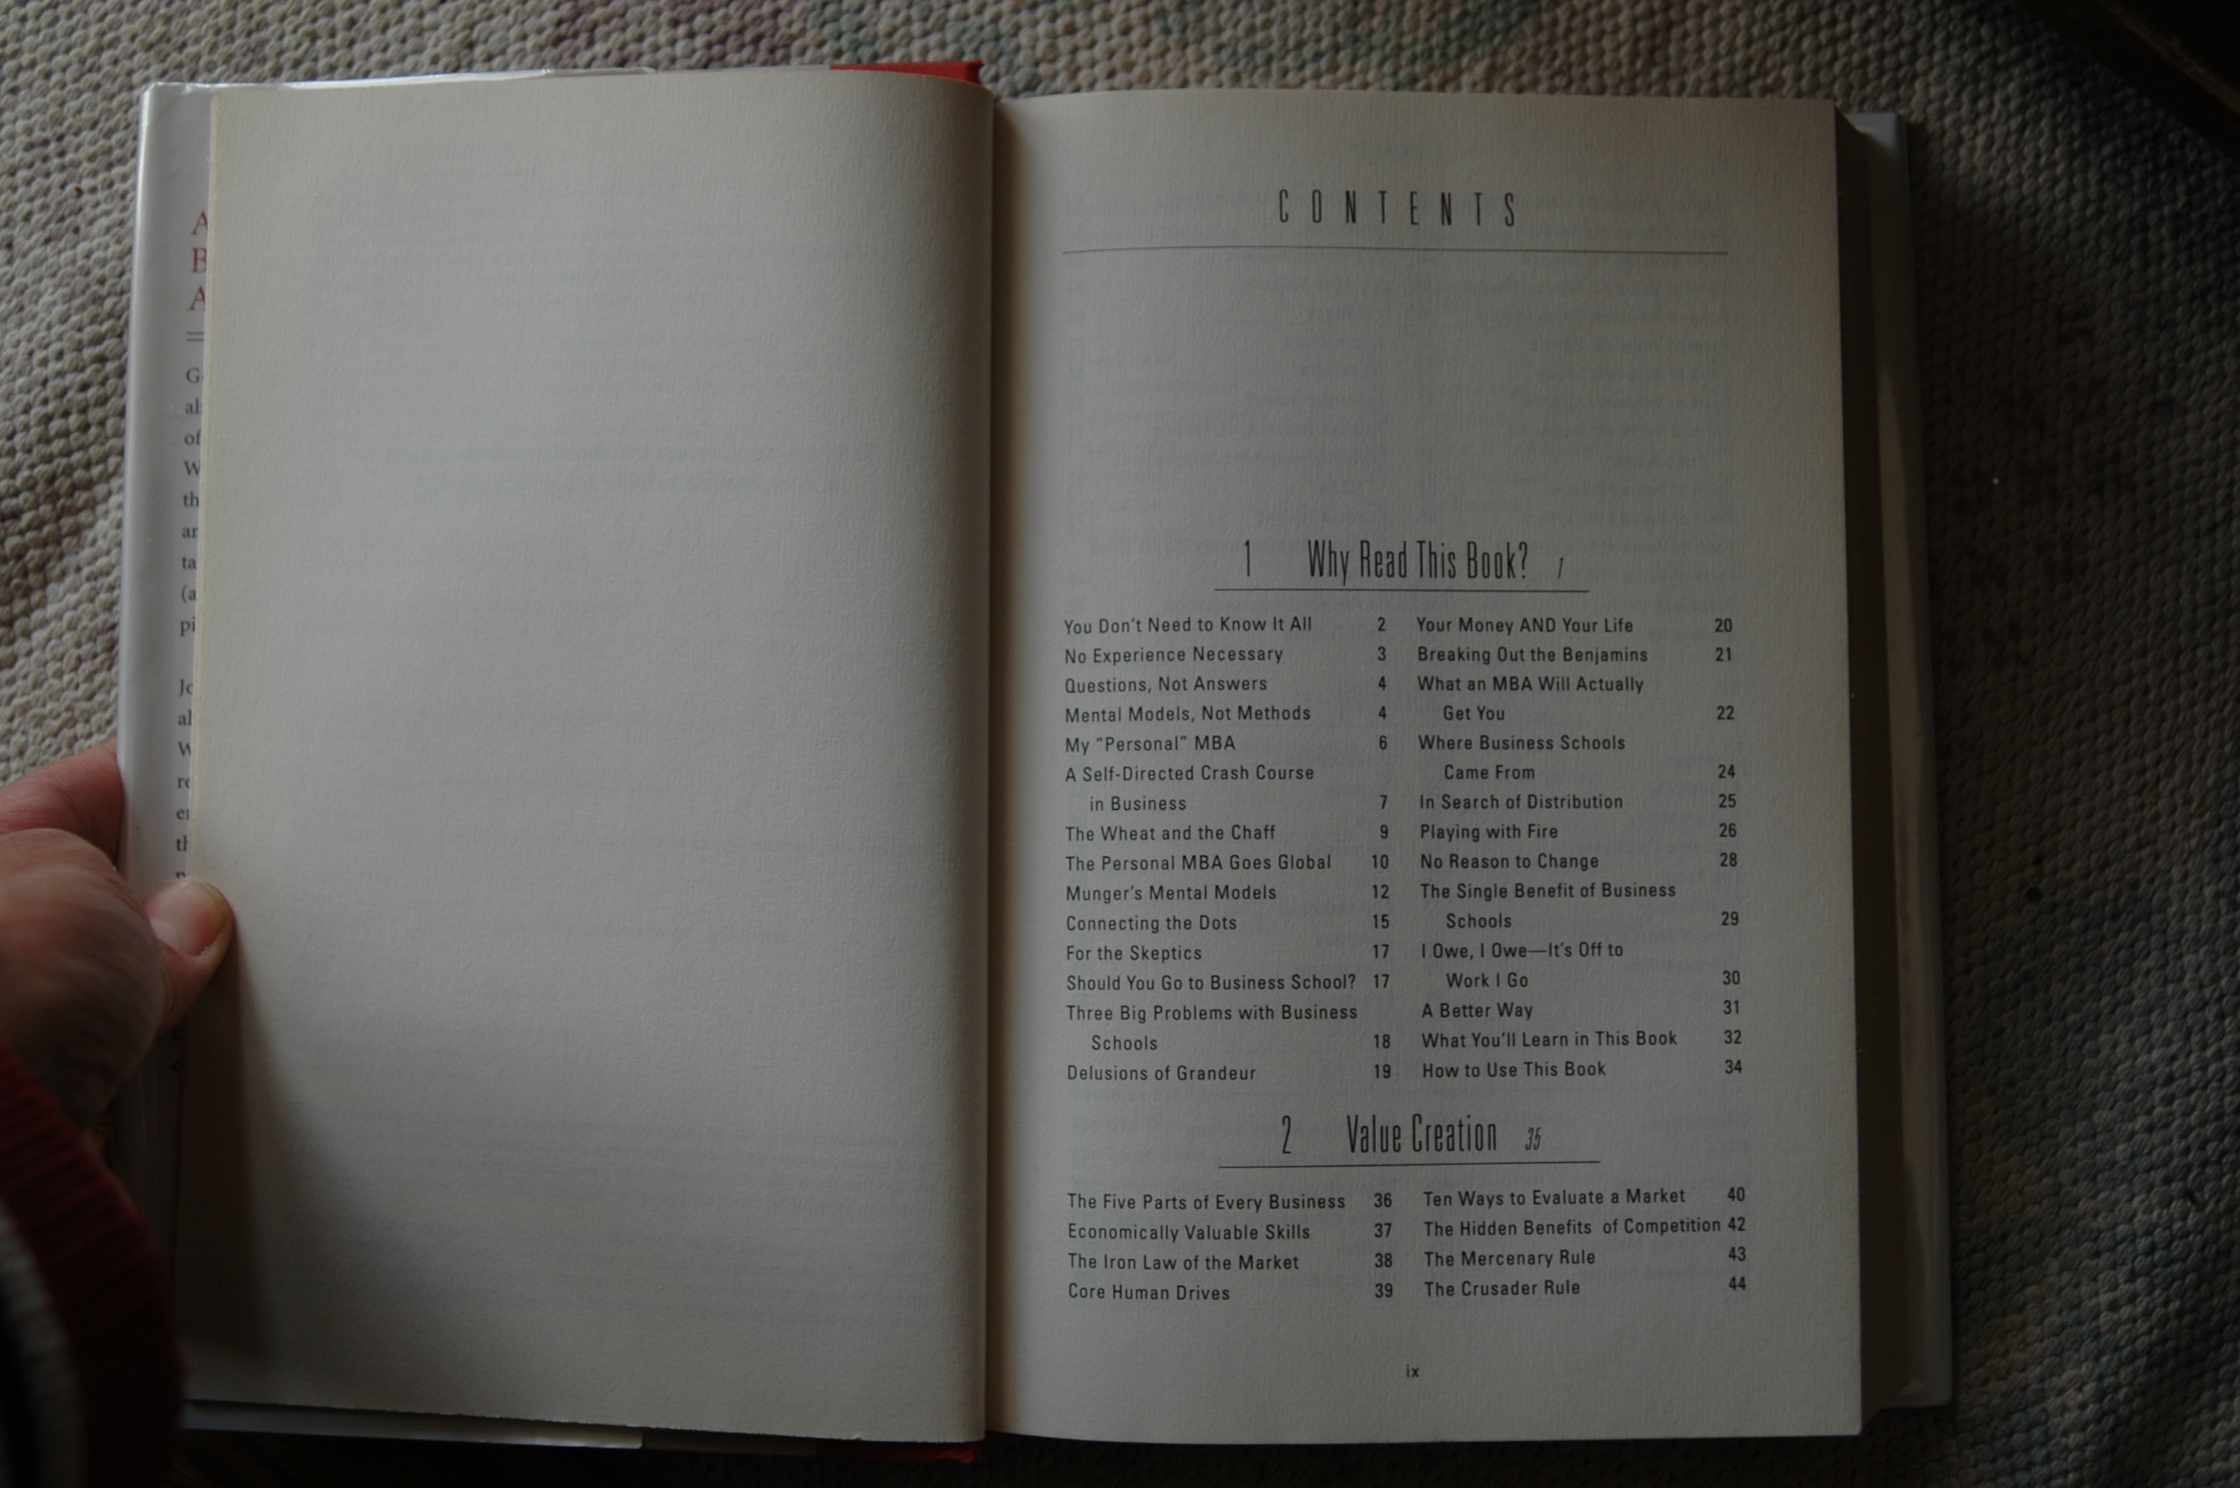 CONTENTS
1 Why Read This Book? 1
You Don't Need to Know It All 2
No Experience Necessary 3
Questions, Not Answers 4
Mental Models, Not Methods 4
My "Personal" MBA 6
A Self-Directed Crash Course
in Business 7
The Wheat and the Chaff 9
The Personal MBA Goes Global 10
Munger's Mental Models 12
Connecting the Dots 15
For the Skeptics 17
Should You Go to Business School? 17
Three Big Problems with Business
Schools 18
Delusions of Grandeur 19
Your Money AND Your Life 20
Breaking Out the Benjamins 21
What an MBA Will Actually
Get You 22
Where Business Schools
Came From 24
In Search of Distribution 25
Playing with Fire 26
No Reason to Change 28
The Single Benefit of Business
Schools 29
I Owe, I Owe—It's Off to
Work I Go 30
A Better Way 31
What You'll Learn in This Book 32
How to Use This Book 34
2 Value Creation 35
The Five Parts of Every Business 36
Economically Valuable Skills 37
The Iron Law of the Market 38
Core Human Drives 39
Ten Ways to Evaluate a Market 40
The Hidden Benefits of Competition 42
The Mercenary Rule 43
The Crusader Rule 44
ix